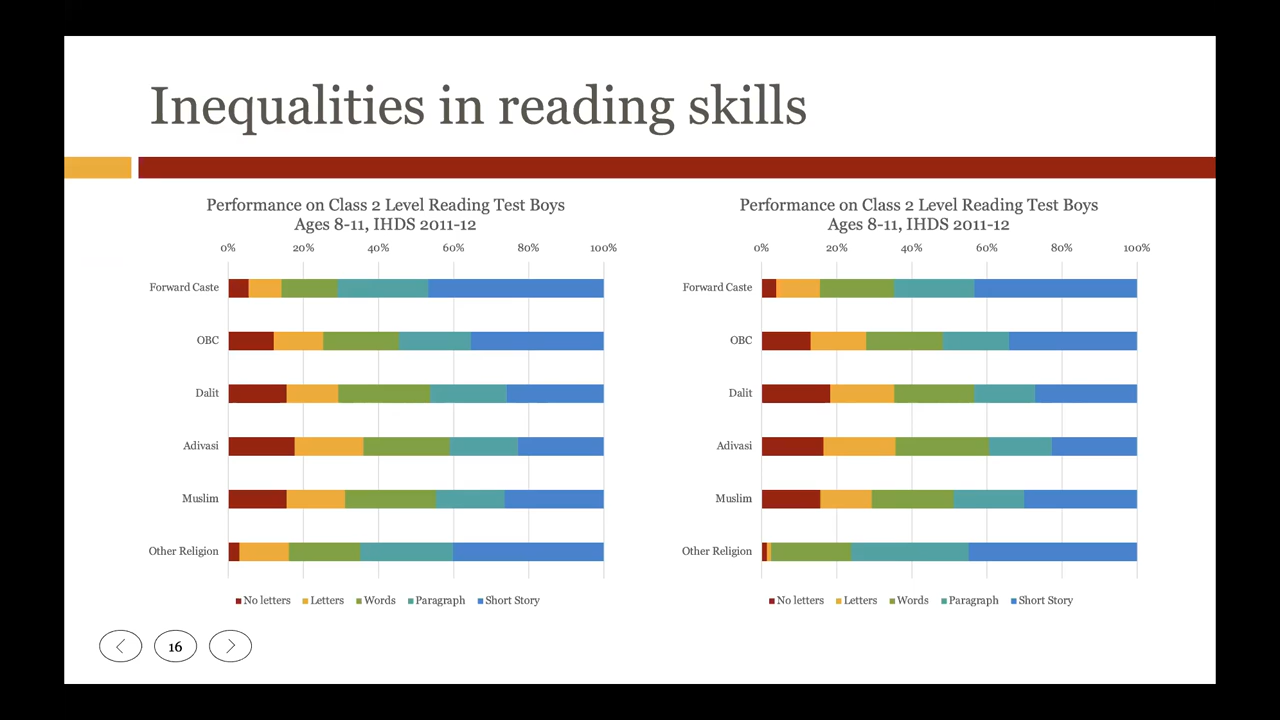 Inequalities in reading skills
Performance on Class 2 Level Reading Test Boys
Ages 8-11, IHDS 2011-12
0% 20% 40% 60% 80% 100%
Forward Caste
OBC
Dalit
Adivasi
Muslim
Other Religion
No letters Letters Words Paragraph Short Story
Performance on Class 2 Level Reading Test Boys
Ages 8-11, IHDS 2011-12
0% 20% 40% 60% 80% 100%
Forward Caste
OBC
Dalit
Adivasi
Muslim
Other Religion
No letters Letters Words Paragraph Short Story
16